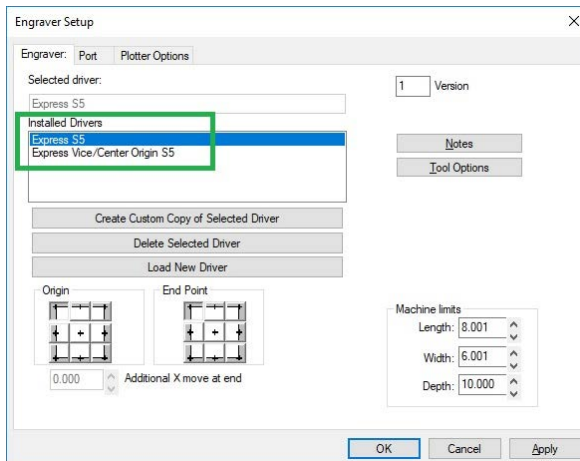 Engraver Setup
Engraver: Port Plotter Options
Selected driver:
Express S5
1 Version
Installed Drivers
Express S5
Express Vice/Center Origin S5
Notes
Tool Options
Create Custom Copy of Selected Driver
Delete Selected Driver
Load New Driver
Origin End Point
Machine limits
Length: 8.001
Width: 6.001
Depth: 10.000
0.000 Additional X move at end
OK Cancel Apply